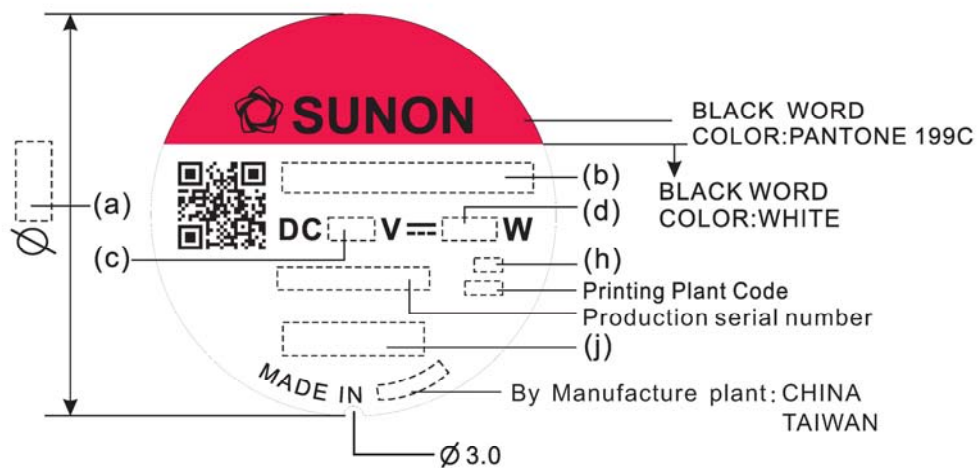 SUNON
BLACK WORD
COLOR:PANTONE 199C
BLACK WORD
COLOR:WHITE
(a)
(b)
Ø
DC V W
(d)
(c)
(h)
Printing Plant Code
Production serial number
(j)
MADE IN
By Manufacture plant: CHINA
TAIWAN
Ø 3.0